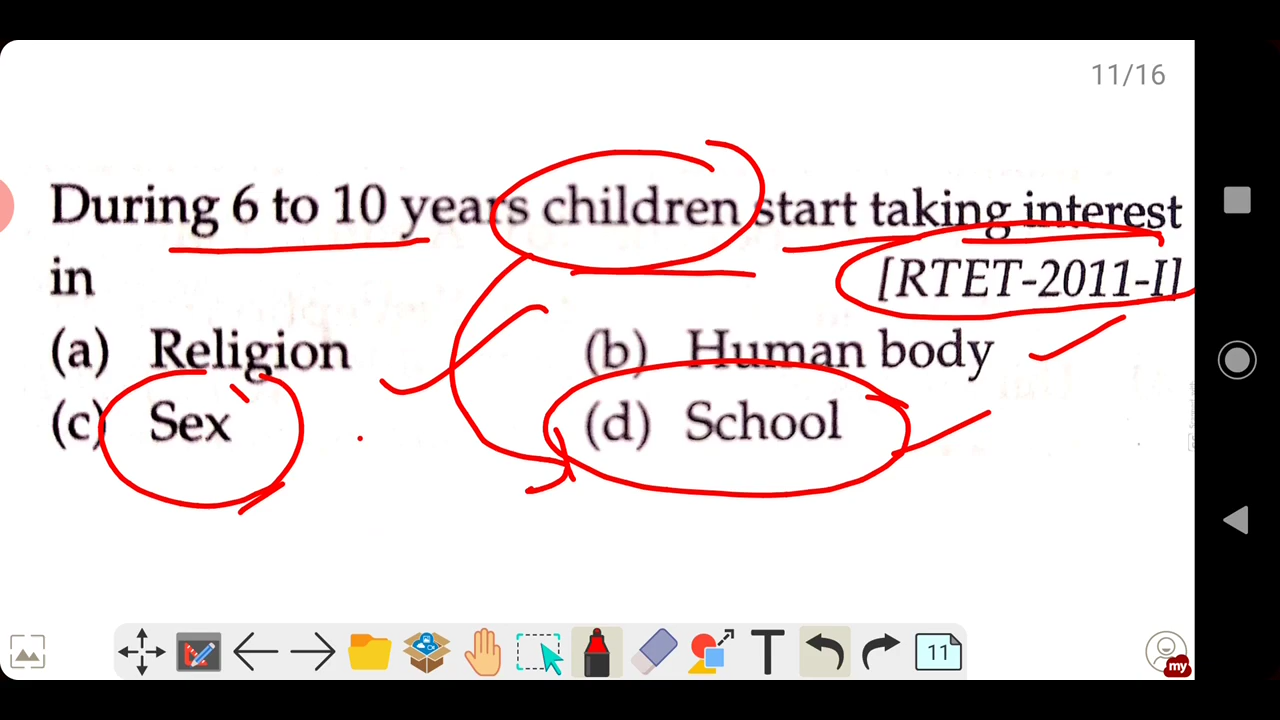 11/16
During 6 to 10 years children start taking interest
in [RTET-2011-I]
(a) Religion (b) Human body
(c) Sex (d) School
T 11
my